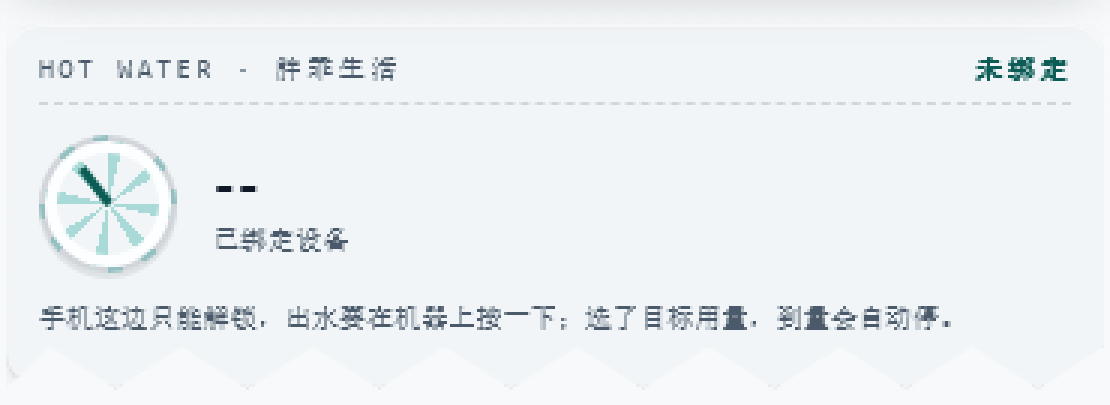 HOT WATER · 胖乖生活
未绑定
--
已绑定设备
手机这边只能解锁，出水要在机器上按一下；选了目标用量，到量会自动停。